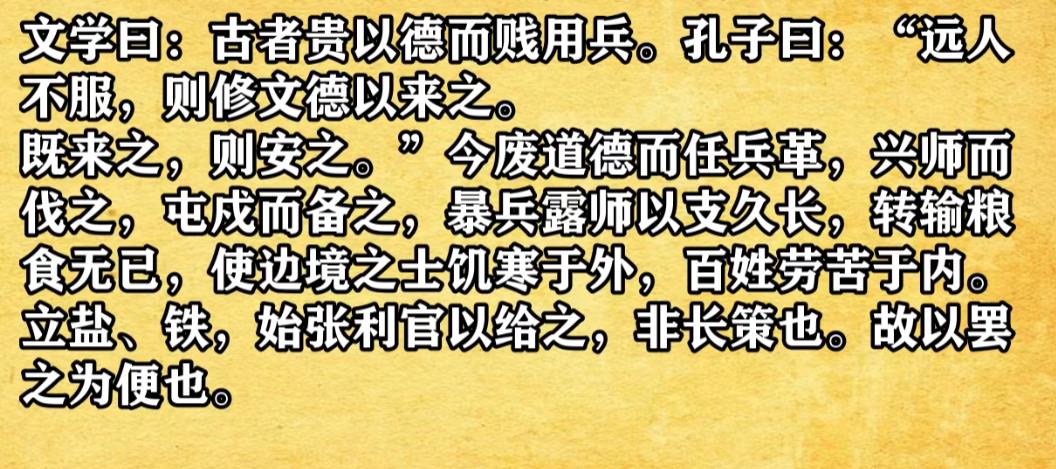 文学曰：古者贵以德而贱用兵。孔子曰：“远人
不服，则修文德以来之。
既来之，则安之。”今废道德而任兵革，兴师而
伐之，屯戍而备之，暴兵露师以支久长，转输粮
食无已，使边境之士饥寒于外，百姓劳苦于内。
立盐、铁，始张利官以给之，非长策也。故以罢
之为便也。